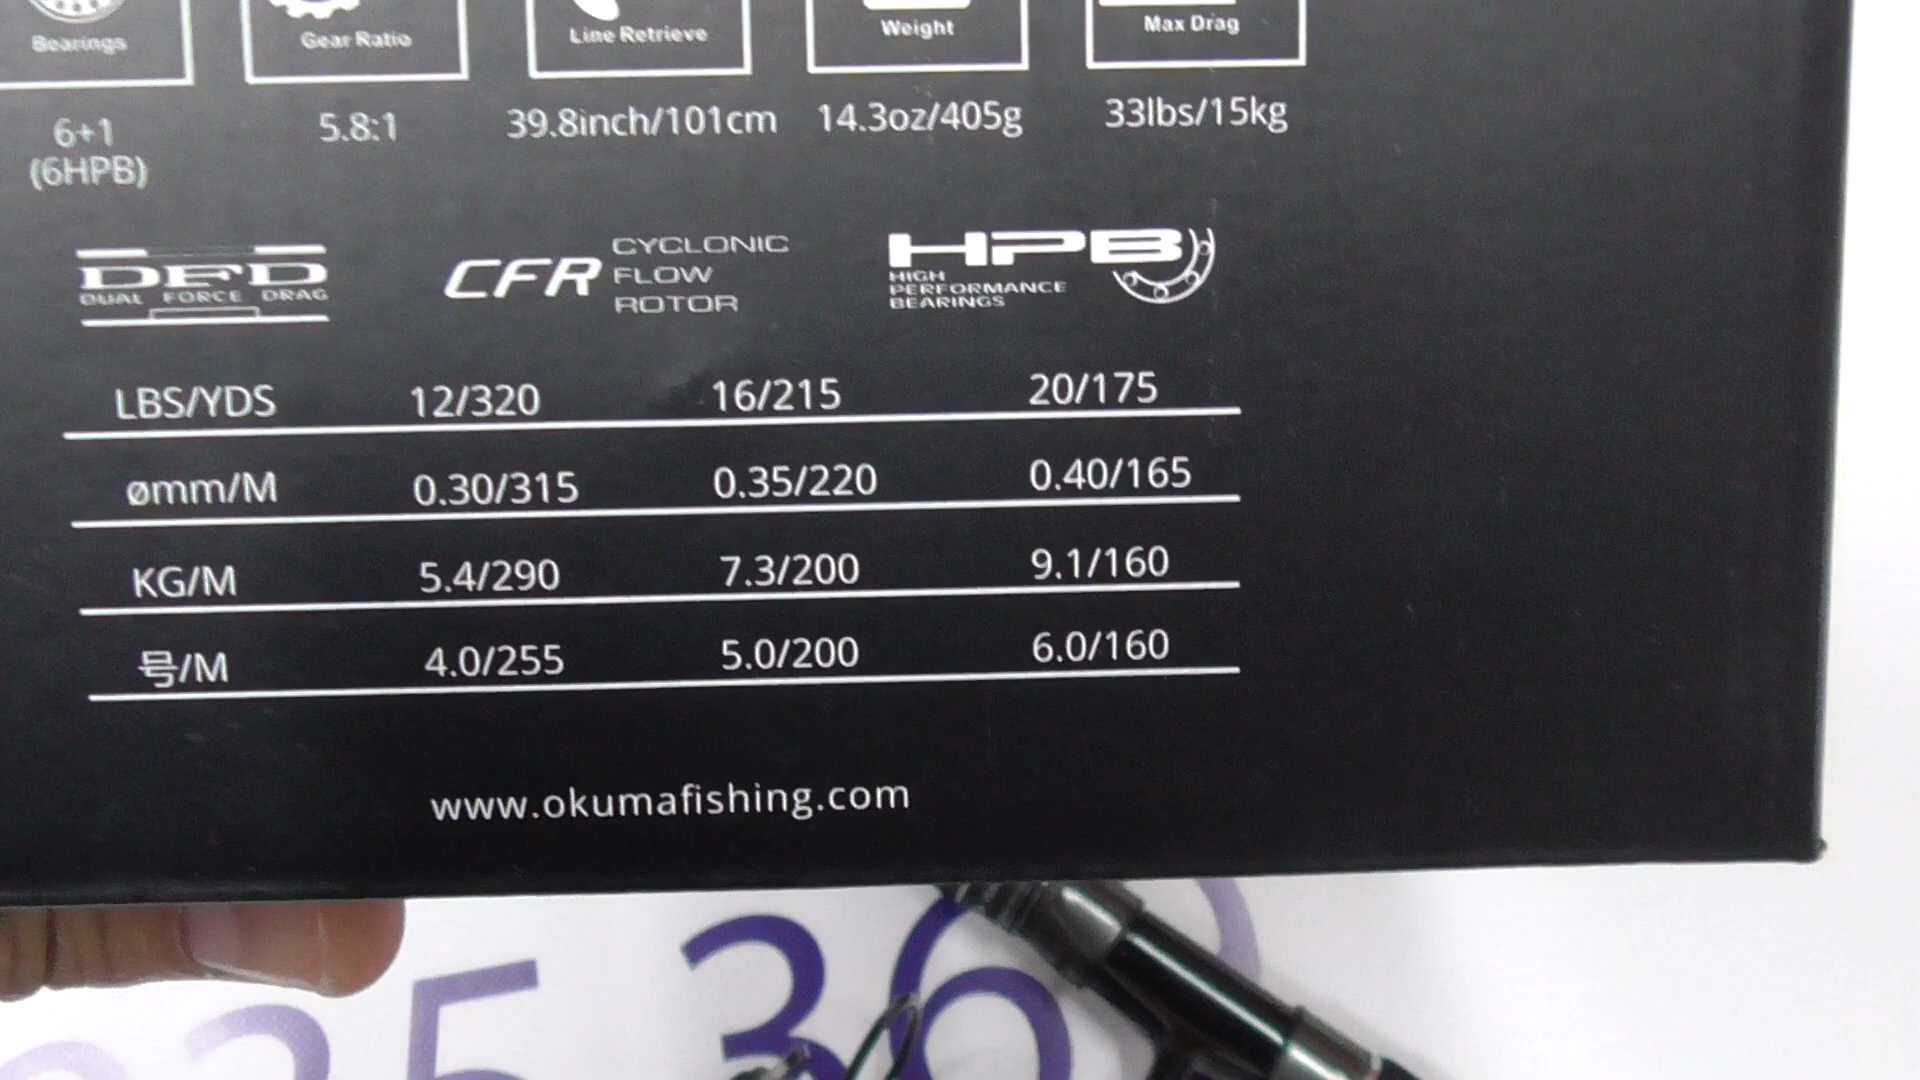 Bearings Gear Ratio Line Retrieve Weight Max Drag
6+1 5.8:1 39.8inch/101cm 14.3oz/405g 33lbs/15kg
(6HPB)
DFD
DUAL FORCE DRAG
CFR
CYCLONIC
FLOW
ROTOR
HPB
HIGH
PERFORMANCE
BEARINGS
LBS/YDS 12/320 16/215 20/175
ømm/M 0.30/315 0.35/220 0.40/165
KG/M 5.4/290 7.3/200 9.1/160
号/M 4.0/255 5.0/200 6.0/160
www.okumafishing.com
35 36